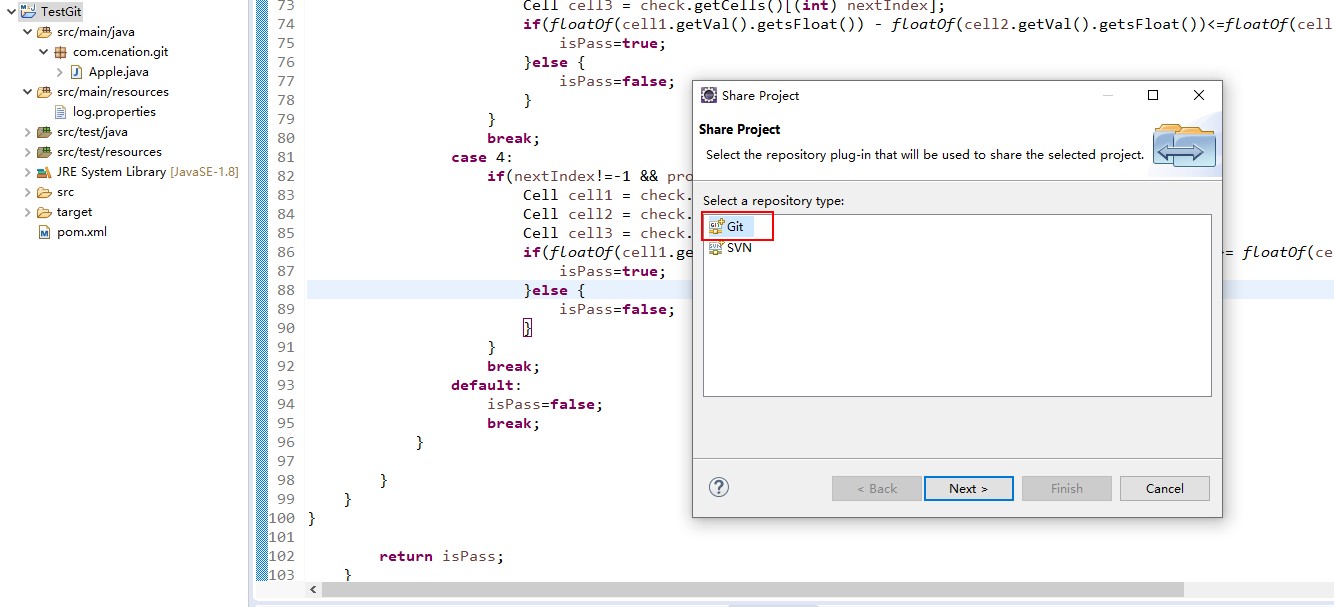 TestGit
src/main/java
com.cenation.git
Apple.java
src/main/resources
log.properties
src/test/java
src/test/resources
JRE System Library [JavaSE-1.8]
src
target
pom.xml
73 Cell cell3 = check.getCells()[(int) nextIndex];
74 if(floatOf(cell1.getVal().getsFloat()) - floatOf(cell2.getVal().getsFloat())<=floatOf(cell
75 isPass=true;
76 }else {
77 isPass=false;
78 }
79 }
80 break;
81 case 4:
82 if(nextIndex!=-1 && pro
83 Cell cell1 = check.
84 Cell cell2 = check.
85 Cell cell3 = check.
86 if(floatOf(cell1.ge = floatOf(ce
87 isPass=true;
88 }else {
89 isPass=false;
90 }
91 }
92 break;
93 default:
94 isPass=false;
95 break;
96 }
97
98 }
99 }
100 }
101
102 return isPass;
103 }
Share Project
Share Project
Select the repository plug-in that will be used to share the selected project.
Select a repository type:
Git
SVN
? < Back Next > Finish Cancel